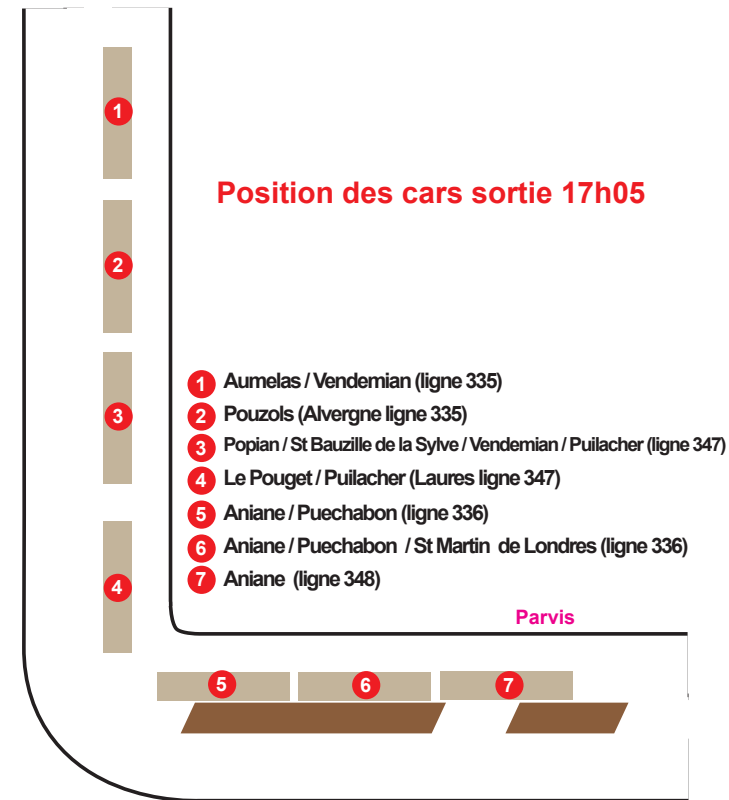 1
Position des cars sortie 17h05
2
3
1 Aumelas / Vendemian (ligne 335)
2 Pouzols (Alvergne ligne 335)
3 Popian / St Bauzille de la Sylve / Vendemian / Puilacher (ligne 347)
4 Le Pouget / Puilacher (Laures ligne 347)
5 Aniane / Puechabon (ligne 336)
6 Aniane / Puechabon / St Martin de Londres (ligne 336)
7 Aniane (ligne 348)
4
Parvis
5 6 7